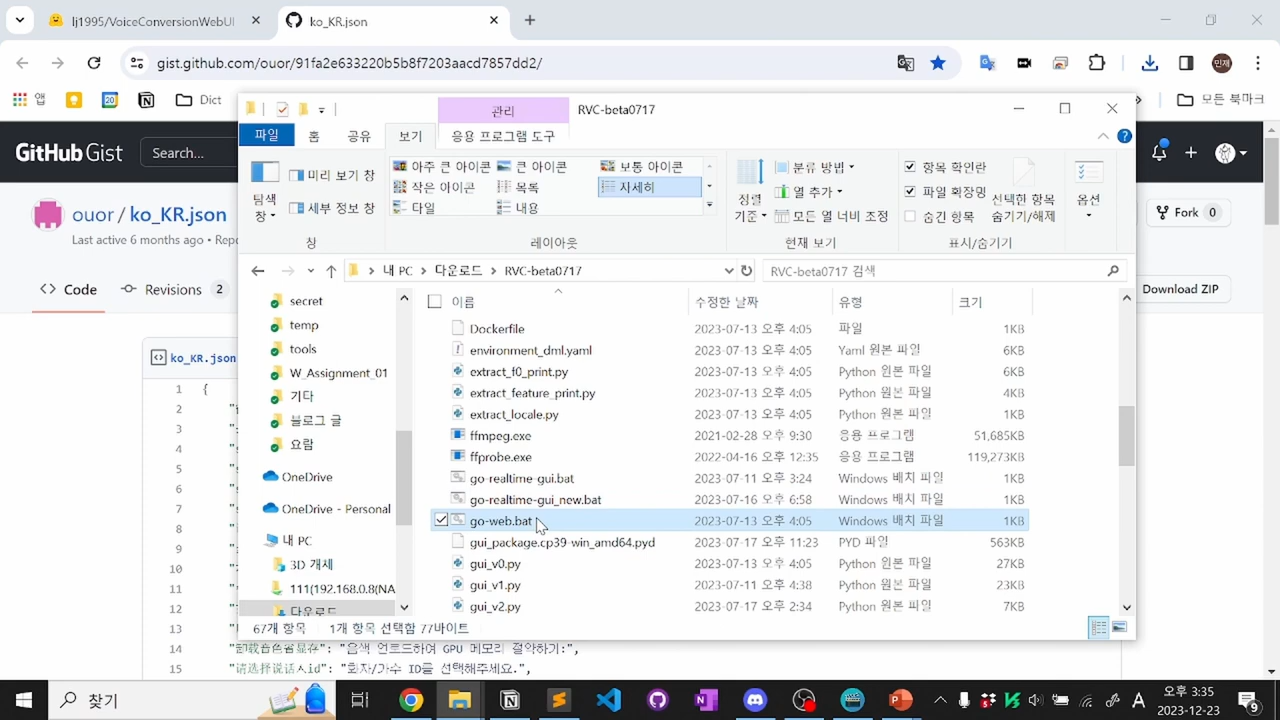 lj1995/VoiceConversionWebUI
ko_KR.json
gist.github.com/ouor/91fa2e633220b5b8f7203aacd7857dd2/
민재
앱
20
Dict
모든 북마크
관리
RVC-beta0717
파일
홈
공유
보기
응용 프로그램 도구
GitHub Gist
Search...
미리 보기 창
세부 정보 창
탐색
창
창
아주 큰 아이콘
큰 아이콘
보통 아이콘
작은 아이콘
목록
자세히
타일
내용
레이아웃
정렬
기준
분류 방법
열 추가
모든 열 너비 조정
현재 보기
항목 확인란
파일 확장명
숨긴 항목
선택한 항목
숨기기/해제
표시/숨기기
옵션
ouor / ko_KR.json
Last active 6 months ago • Repo
Fork 0
내 PC > 다운로드 > RVC-beta0717
RVC-beta0717 검색
Code
Revisions 2
Download ZIP
secret
temp
tools
W_Assignment_01
기타
블로그 글
요람
OneDrive
OneDrive - Personal
내 PC
3D 개체
111(192.168.0.8(NA
다운로드
이름 수정한 날짜 유형 크기
Dockerfile 2023-07-13 오후 4:05 파일 1KB
environment_dml.yaml 2023-07-13 오후 4:05 Yaml 원본 파일 6KB
extract_f0_print.py 2023-07-13 오후 4:05 Python 원본 파일 6KB
extract_feature_print.py 2023-07-13 오후 4:05 Python 원본 파일 4KB
extract_locale.py 2023-07-13 오후 4:05 Python 원본 파일 1KB
ffmpeg.exe 2021-02-28 오후 9:30 응용 프로그램 51,685KB
ffprobe.exe 2022-04-16 오후 12:35 응용 프로그램 119,273KB
go-realtime-gui.bat 2023-07-11 오후 3:24 Windows 배치 파일 1KB
go-realtime-gui_new.bat 2023-07-16 오후 6:58 Windows 배치 파일 1KB
go-web.bat 2023-07-13 오후 4:05 Windows 배치 파일 1KB
gui_package.cp39-win_amd64.pyd 2023-07-17 오후 11:23 PYD 파일 563KB
gui_v0.py 2023-07-13 오후 4:05 Python 원본 파일 27KB
gui_v1.py 2023-07-11 오후 4:38 Python 원본 파일 23KB
gui_v2.py 2023-07-17 오후 2:34 Python 원본 파일 7KB
67개 항목 1개 항목 선택함 77바이트
ko_KR.json
1 {
2
3
4
5
6
7
8
9
10
11
12
13
14 "卸载音色省显存": "음색 언로드하여 GPU 메모리 절약하기:",
15 "请选择说话人id": "화자/가수 ID를 선택해주세요.",
찾기
A
오후 3:35
2023-12-23
9